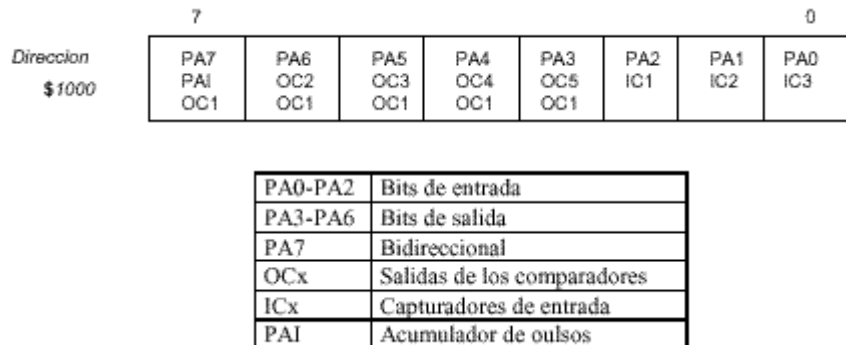 7 0
Direccion PA7 PA6 PA5 PA4 PA3 PA2 PA1 PA0
$1000 PAI OC2 OC3 OC4 OC5 IC1 IC2 IC3
OC1 OC1 OC1 OC1 OC1
PA0-PA2 Bits de entrada
PA3-PA6 Bits de salida
PA7 Bidireccional
OCx Salidas de los comparadores
ICx Capturadores de entrada
PAI Acumulador de oulsos